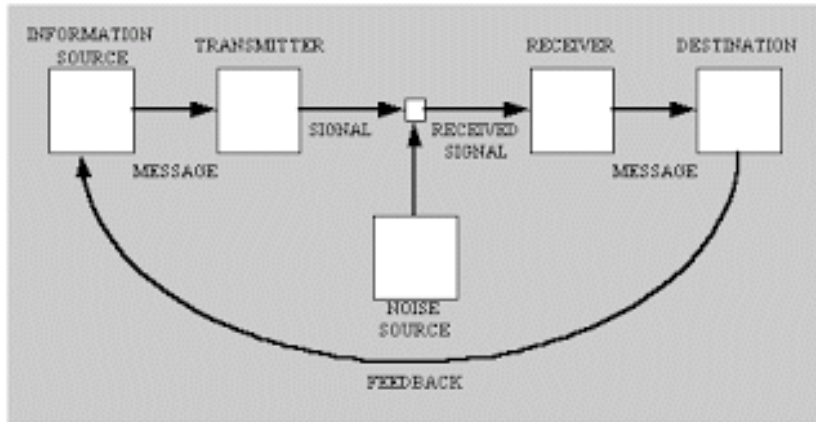 INFORMATION
SOURCE
TRANSMITTER
RECEIVER
DESTINATION
SIGNAL
RECEIVED
SIGNAL
MESSAGE
MESSAGE
NOISE
SOURCE
FEEDBACK